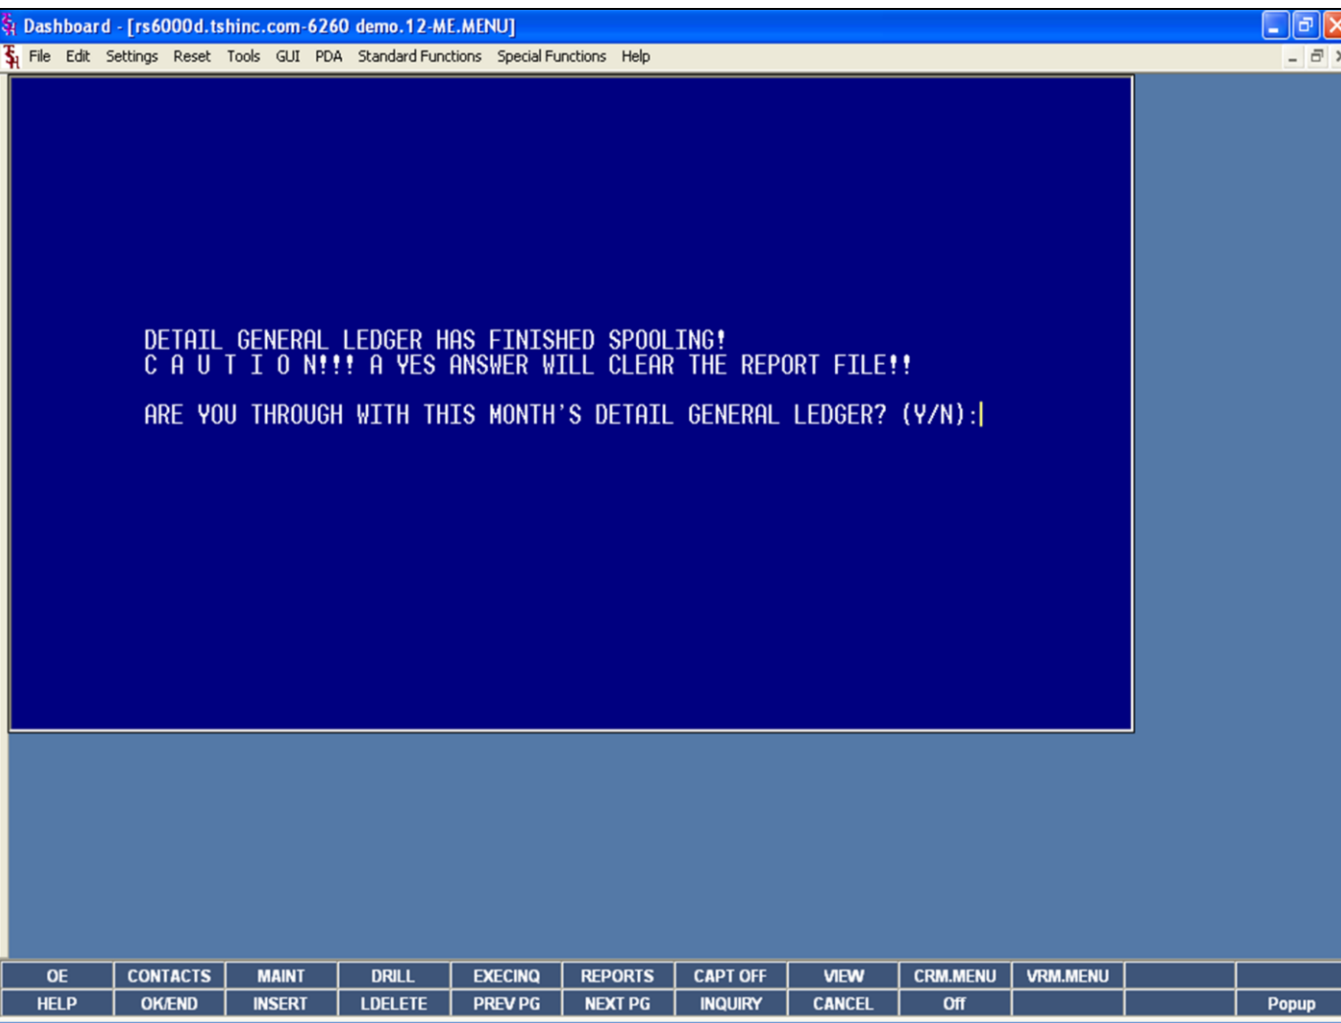 Dashboard - [rs6000d.tshinc.com-6260 demo.12-ME.MENU]
File Edit Settings Reset Tools GUI PDA Standard Functions Special Functions Help
DETAIL GENERAL LEDGER HAS FINISHED SPOOLING!
C A U T I O N!!! A YES ANSWER WILL CLEAR THE REPORT FILE!!
ARE YOU THROUGH WITH THIS MONTH'S DETAIL GENERAL LEDGER? (Y/N):
OE CONTACTS MAINT DRILL EXECINQ REPORTS CAPT OFF VIEW CRM.MENU VRM.MENU
HELP OK/END INSERT LDELETE PREV PG NEXT PG INQUIRY CANCEL Off Popup